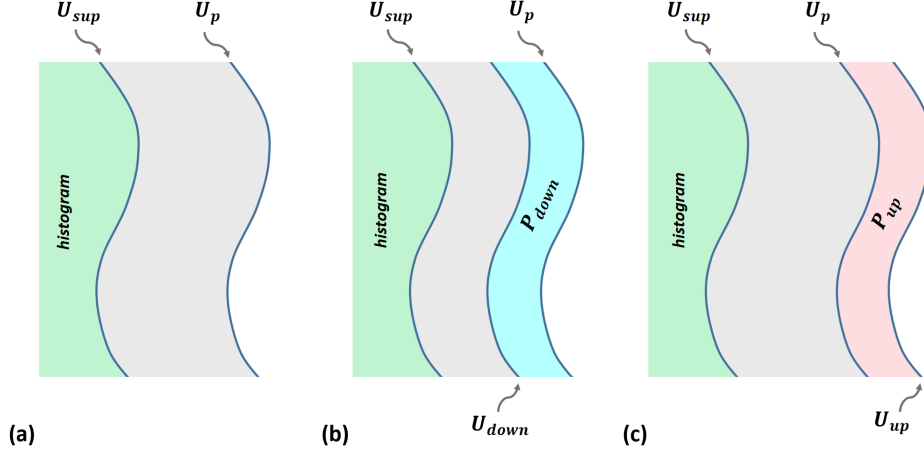 U_sup U_p U_sup U_p U_sup U_p
histogram histogram P_down histogram P_up
(a) (b) U_down (c) U_up